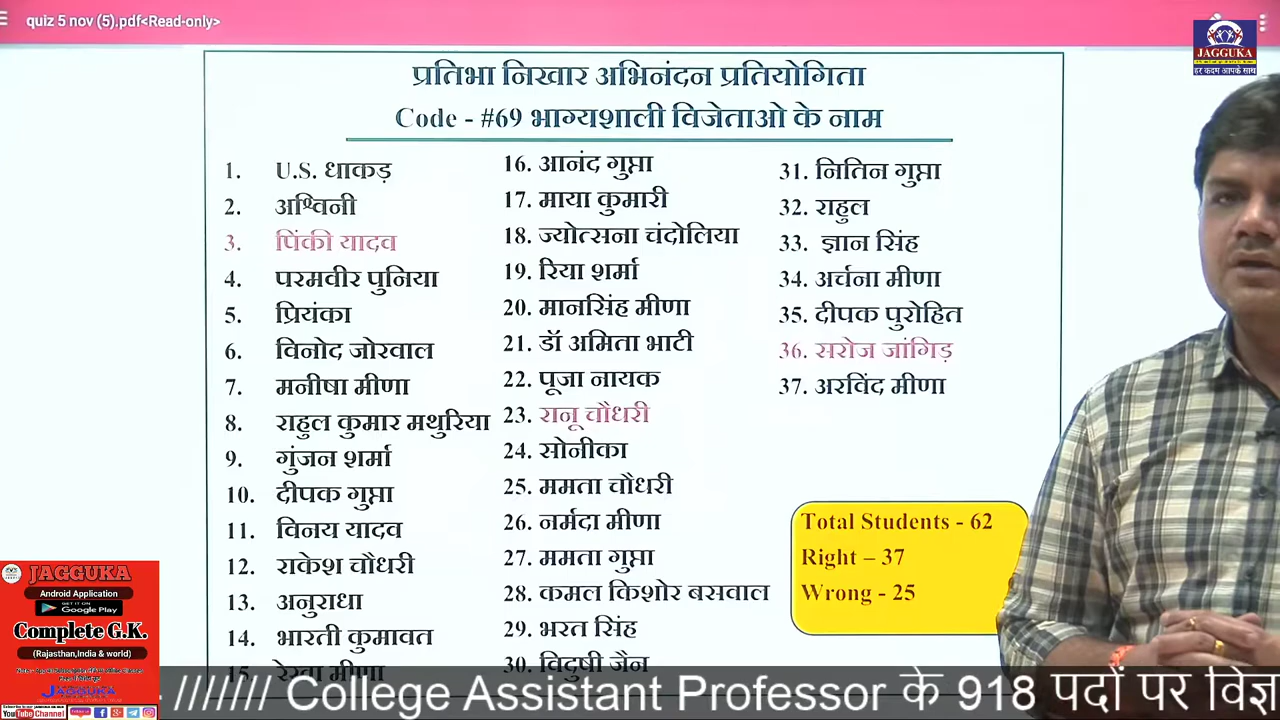 quiz 5 nov (5).pdf<Read-only>
JAGGUKA
हर कदम आपके साथ
प्रतिभा निखार अभिनंदन प्रतियोगिता
Code - #69 भाग्यशाली विजेताओ के नाम
1. U.S. धाकड़
2. अश्विनी
3. पिंकी यादव
4. परमवीर पुनिया
5. प्रियंका
6. विनोद जोरवाल
7. मनीषा मीणा
8. राहुल कुमार मथुरिया
9. गुंजन शर्मा
10. दीपक गुप्ता
11. विनय यादव
12. राकेश चौधरी
13. अनुराधा
14. भारती कुमावत
15. रेखा मीणा
16. आनंद गुप्ता
17. माया कुमारी
18. ज्योत्सना चंदोलिया
19. रिया शर्मा
20. मानसिंह मीणा
21. डॉ अमिता भाटी
22. पूजा नायक
23. रानू चौधरी
24. सोनीका
25. ममता चौधरी
26. नर्मदा मीणा
27. ममता गुप्ता
28. कमल किशोर बसवाल
29. भरत सिंह
30. विदुषी जैन
31. नितिन गुप्ता
32. राहुल
33. ज्ञान सिंह
34. अर्चना मीणा
35. दीपक पुरोहित
36. सरोज जांगिड़
37. अरविंद मीणा
Total Students - 62
Right – 37
Wrong - 25
JAGGUKA
Android Application
GET IT ON
Google Play
Complete G.K.
(Rajasthan,India & world)
JAGGUKA
YouTube Channel
////// College Assistant Professor के 918 पदों पर विज्ञ